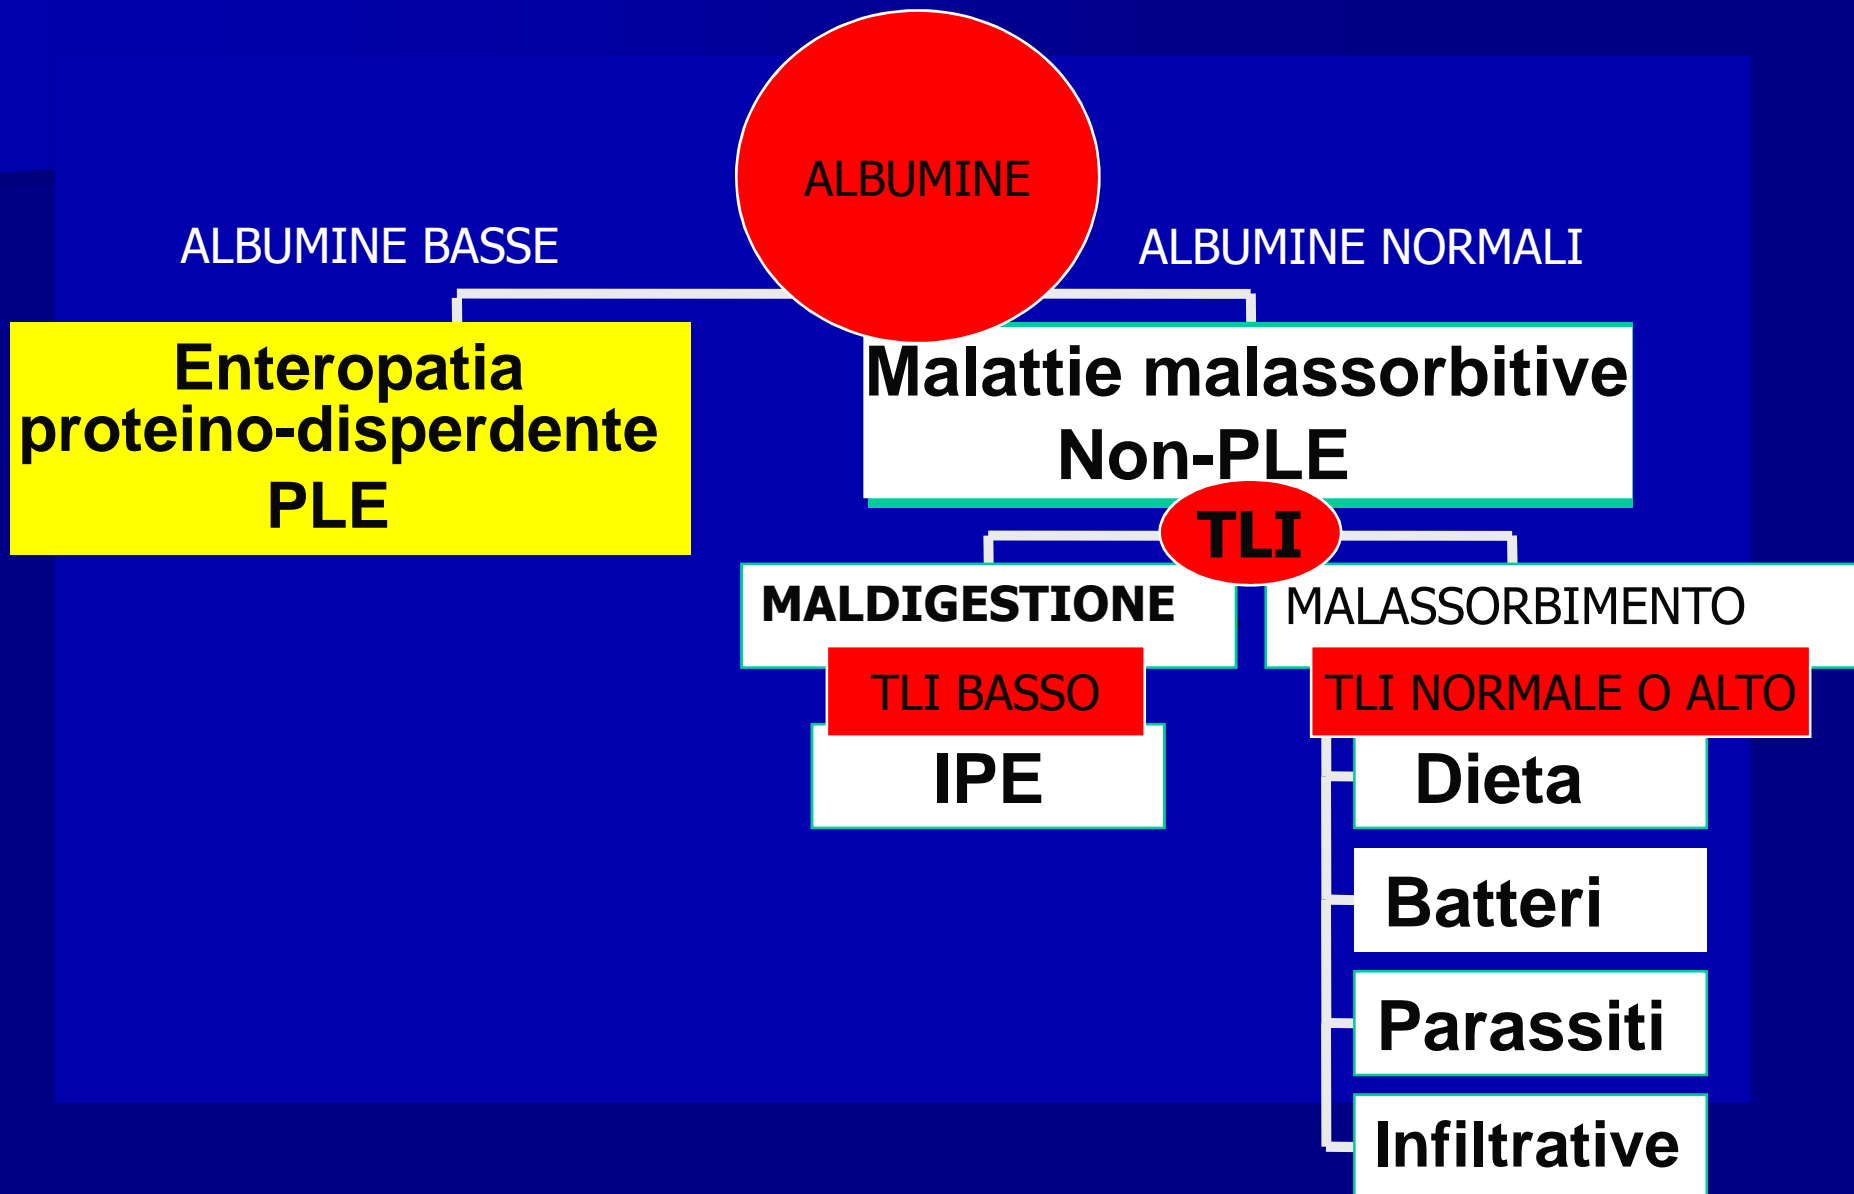 ALBUMINE
ALBUMINE BASSE
ALBUMINE NORMALI
Enteropatia
proteino-disperdente
PLE
Malattie malassorbitive
Non-PLE
TLI
MALDIGESTIONE
MALASSORBIMENTO
TLI BASSO
TLI NORMALE O ALTO
IPE
Dieta
Batteri
Parassiti
Infiltrative